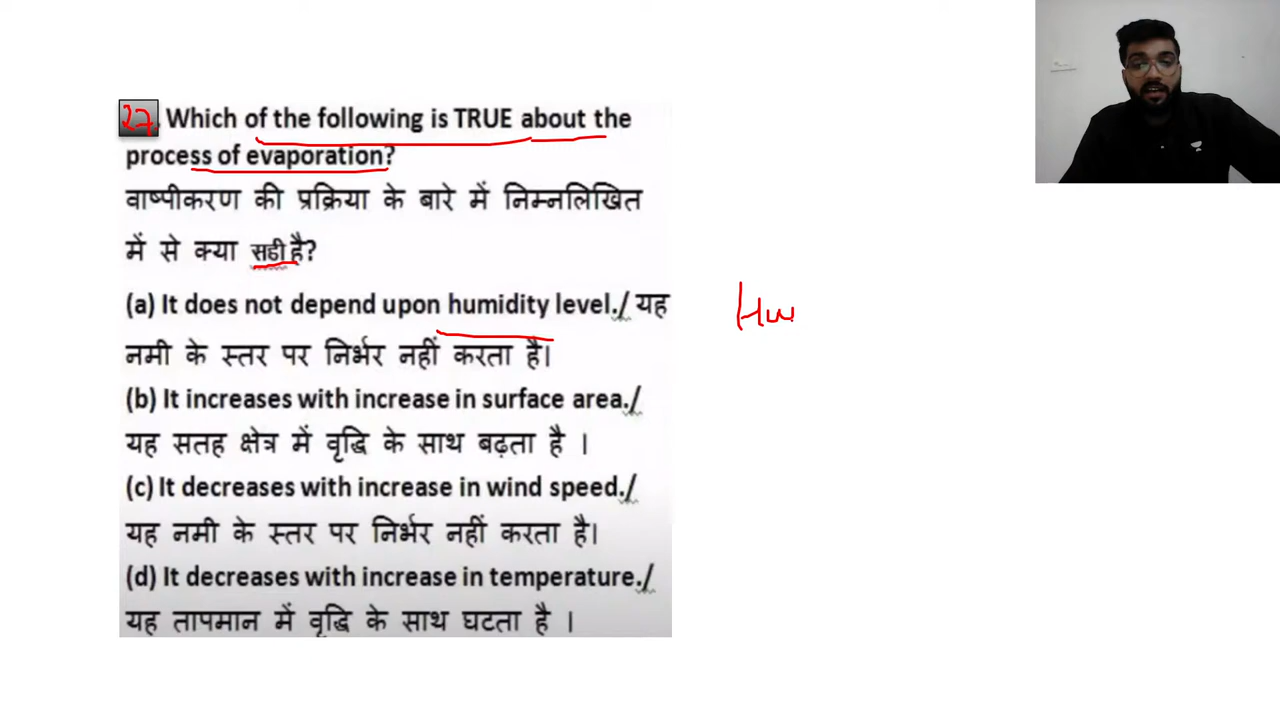 27. Which of the following is TRUE about the
process of evaporation?
वाष्पीकरण की प्रक्रिया के बारे में निम्नलिखित
में से क्या सही है?
(a) It does not depend upon humidity level./ यह
नमी के स्तर पर निर्भर नहीं करता है।
Hu
(b) It increases with increase in surface area./
यह सतह क्षेत्र में वृद्धि के साथ बढ़ता है ।
(c) It decreases with increase in wind speed./
यह नमी के स्तर पर निर्भर नहीं करता है।
(d) It decreases with increase in temperature./
यह तापमान में वृद्धि के साथ घटता है ।